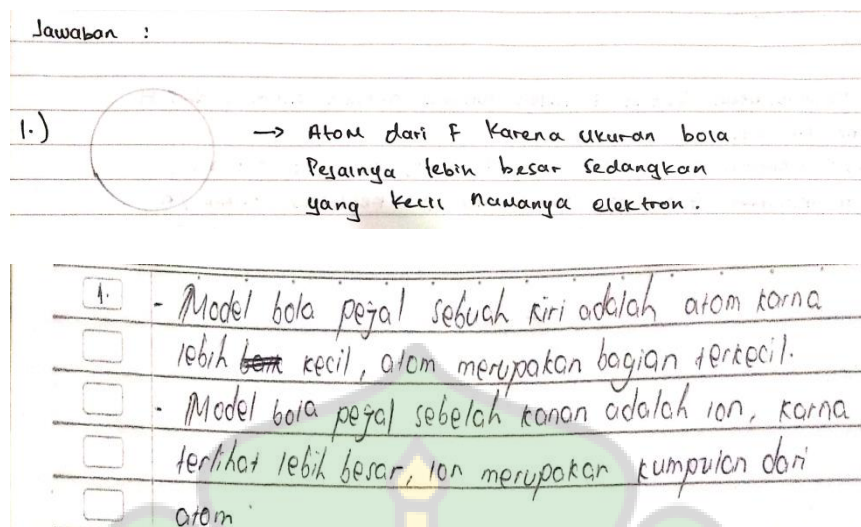 Jawaban :
1.) → Atom dari F Karena ukuran bola
Pejalnya lebih besar sedangkan
yang kecil namanya elektron.
1. - Model bola pejal sebuah kiri adalah atom karna
lebih kecil, atom merupakan bagian terkecil.
- Model bola pejal sebelah kanan adalah ion, karna
terlihat lebih besar, ion merupakan kumpulan dari
atom